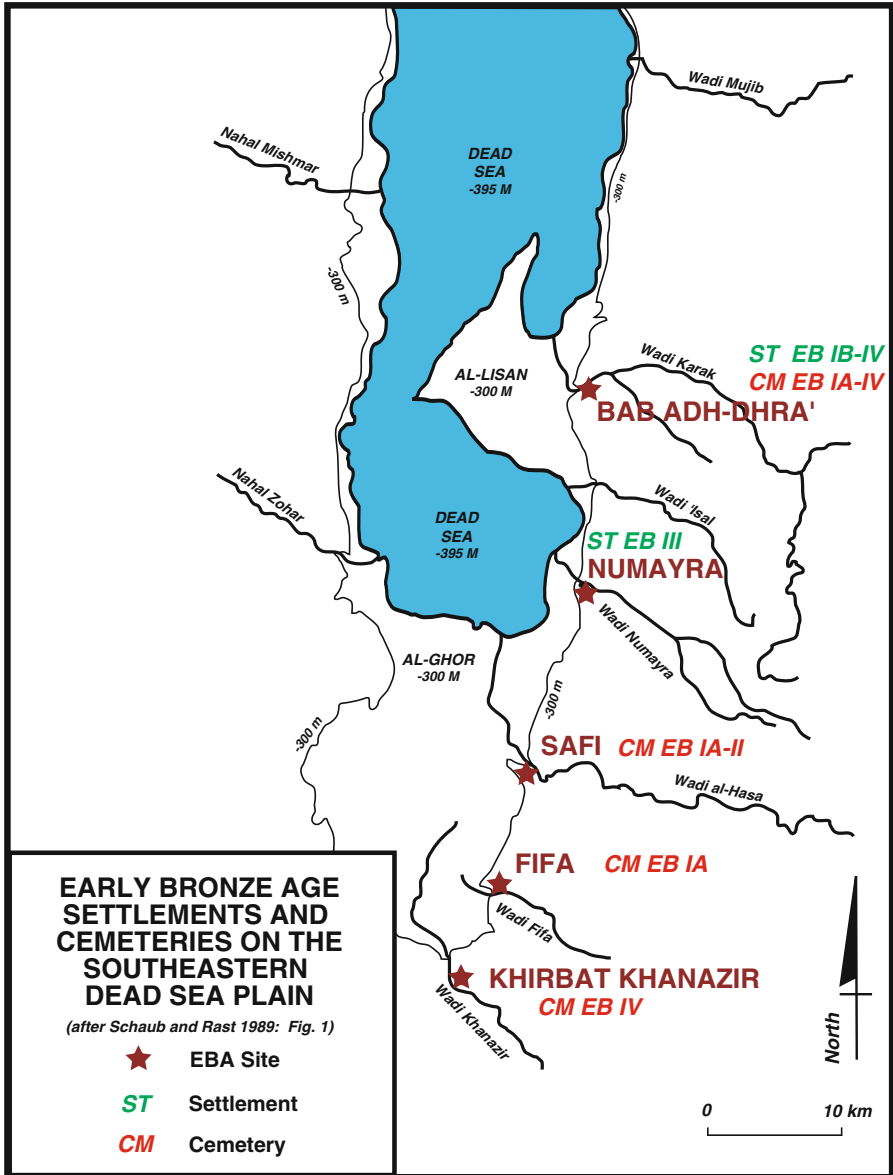 Wadi Mujib
Nahal Mishmar
DEAD
SEA
-395 M
-300 m
-300 m
ST EB IB-IV
Wadi Karak
CM EB IA-IV
AL-LISAN
-300 M
BAB ADH-DHRA'
Nahal Zohar
Wadi 'Isal
DEAD
SEA
-395 M
ST EB III
NUMAYRA
Wadi Numayra
AL-GHOR
-300 M
-300 m
-300 m
SAFI CM EB IA-II
Wadi al-Hasa
FIFA CM EB IA
Wadi Fifa
KHIRBAT KHANAZIR
CM EB IV
Wadi Khanazir
EARLY BRONZE AGE
SETTLEMENTS AND
CEMETERIES ON THE
SOUTHEASTERN
DEAD SEA PLAIN
(after Schaub and Rast 1989: Fig. 1)
EBA Site
ST Settlement
CM Cemetery
North
0 10 km